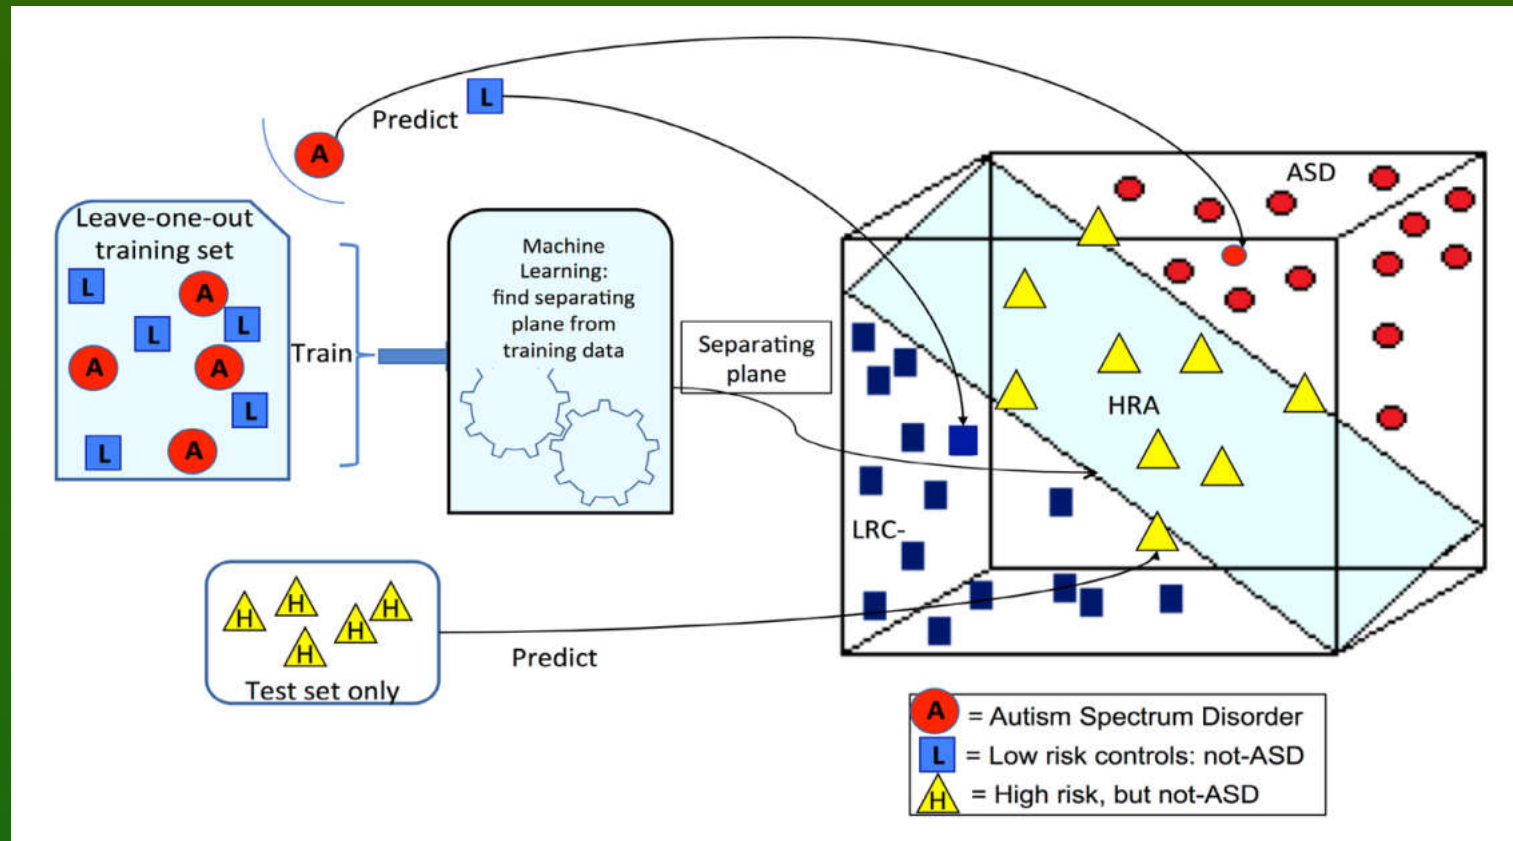 L
Predict
A
Leave-one-out
training set
L
A
L
L
A
A
L
L
A
Train
Machine
Learning:
find separating
plane from
training data
Separating
plane
ASD
HRA
LRC-
H
H
H
H
H
Test set only
Predict
A = Autism Spectrum Disorder
L = Low risk controls: not-ASD
H = High risk, but not-ASD